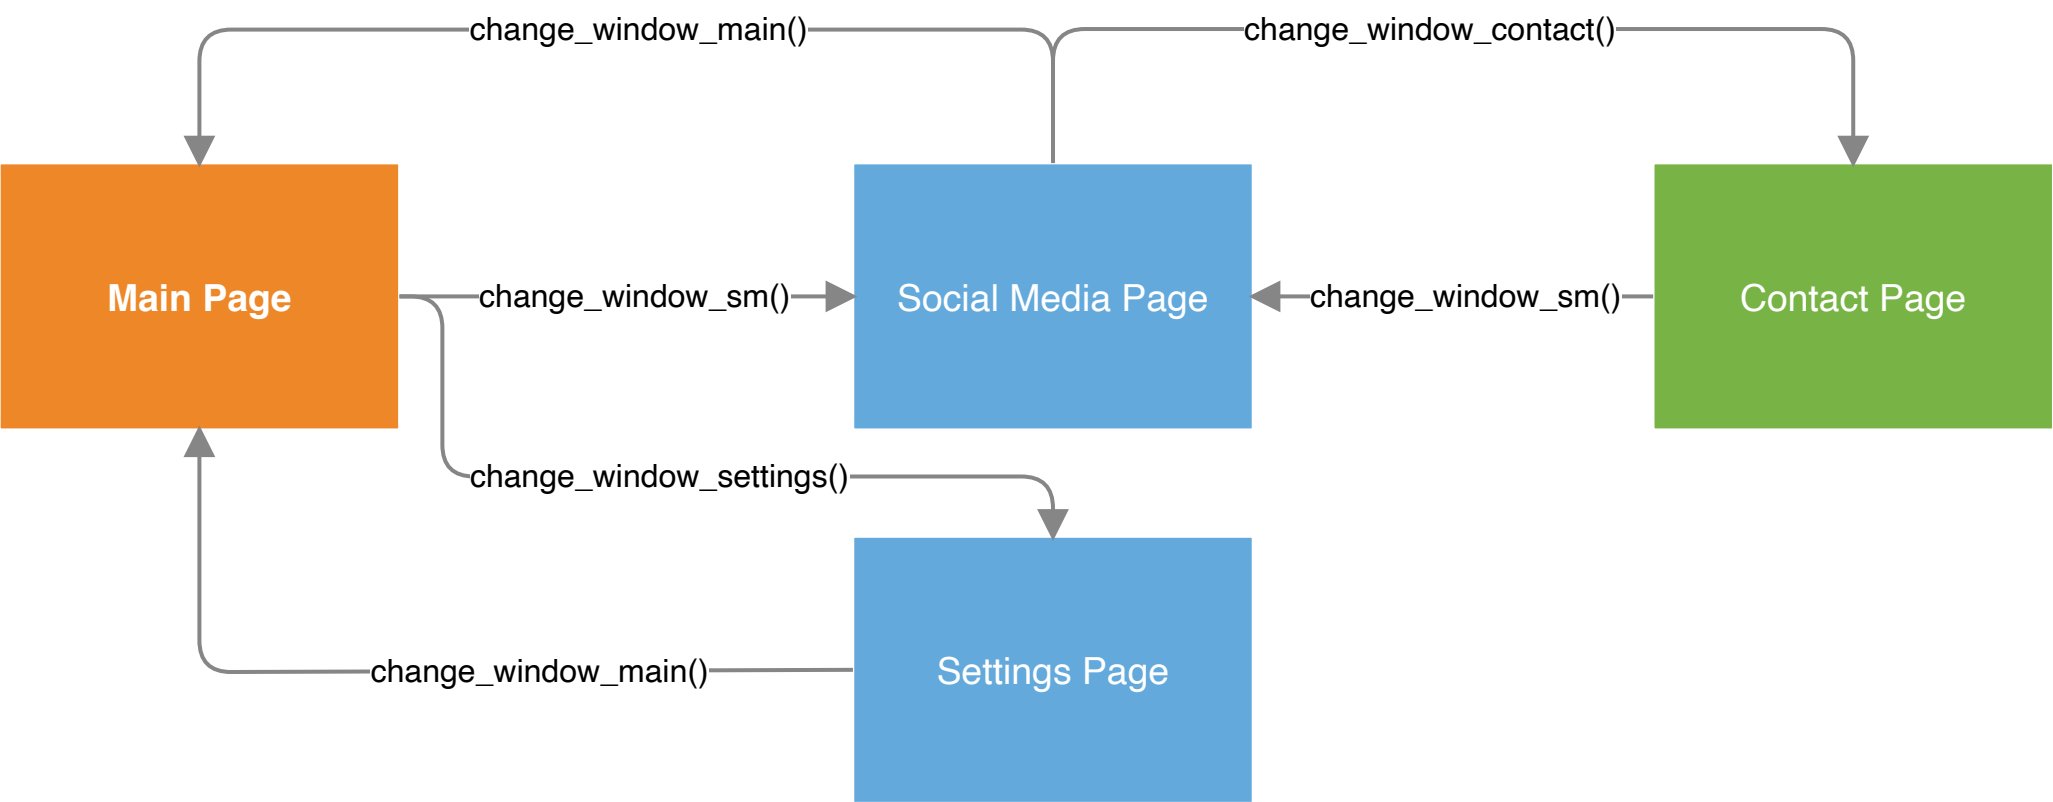 change_window_main()
change_window_contact()
Main Page
change_window_sm()
Social Media Page
change_window_sm()
Contact Page
change_window_settings()
change_window_main()
Settings Page